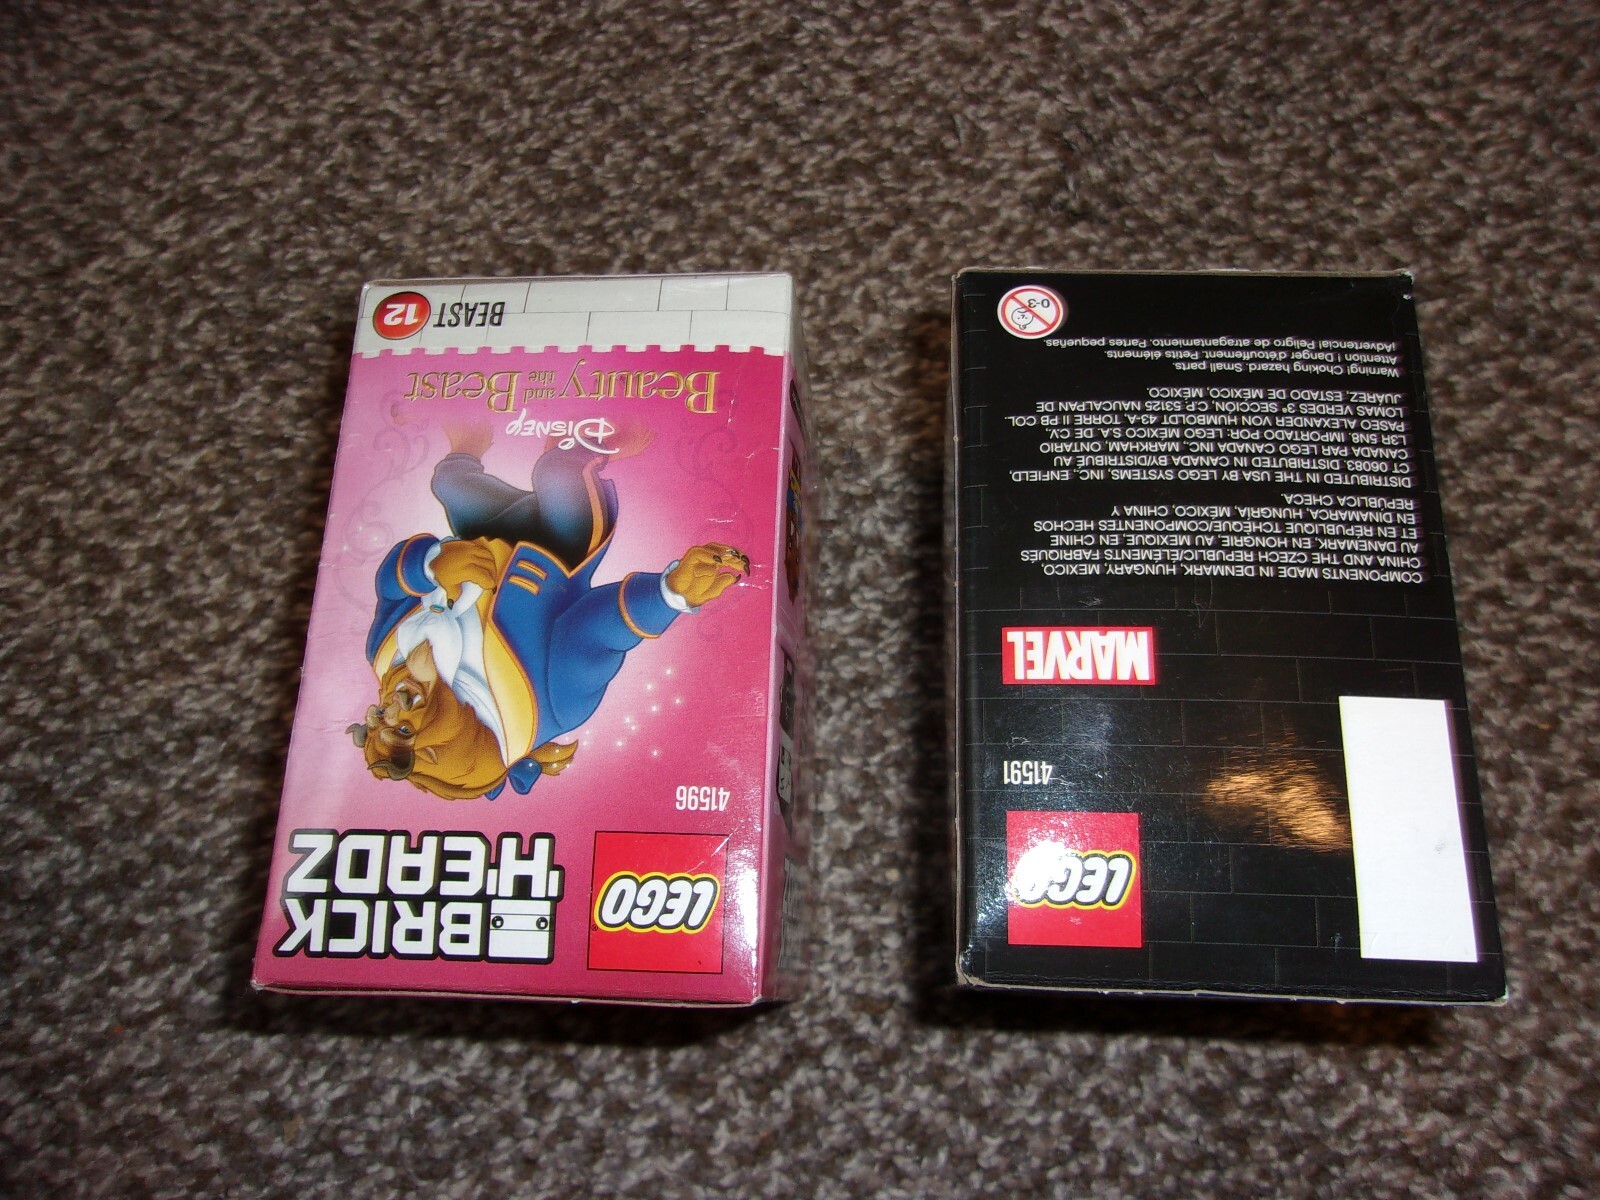 LEGO
BRICK
HEADZ
41596
Disney
Beauty and the Beast
12
BEAST
LEGO
41591
MARVEL
COMPONENTS MADE IN DENMARK, HUNGARY, MEXICO,
CHINA AND THE CZECH REPUBLIC/ÉLÉMENTS FABRIQUÉS
AU DANEMARK, EN HONGRIE, AU MEXIQUE, EN CHINE
ET EN RÉPUBLIQUE TCHÈQUE/COMPONENTES HECHOS
EN DINAMARCA, HUNGRÍA, MÉXICO, CHINA Y
REPÚBLICA CHECA.
DISTRIBUTED IN THE USA BY LEGO SYSTEMS, INC., ENFIELD,
CT 06083. DISTRIBUTED IN CANADA BY/DISTRIBUÉ AU
CANADA PAR LEGO CANADA INC., MARKHAM, ONTARIO
L3R 5N8. IMPORTADO POR: LEGO MÉXICO S.A. DE C.V.,
PASEO ALEXANDER VON HUMBOLDT 43-A, TORRE II PB COL.
LOMAS VERDES 3ª SECCIÓN, C.P. 53125 NAUCALPAN DE
JUÁREZ, ESTADO DE MÉXICO, MÉXICO.
Warning! Choking hazard. Small parts.
Attention ! Danger d'étouffement. Petits éléments.
¡Advertencia! Peligro de atragantamiento. Partes pequeñas.
0-3